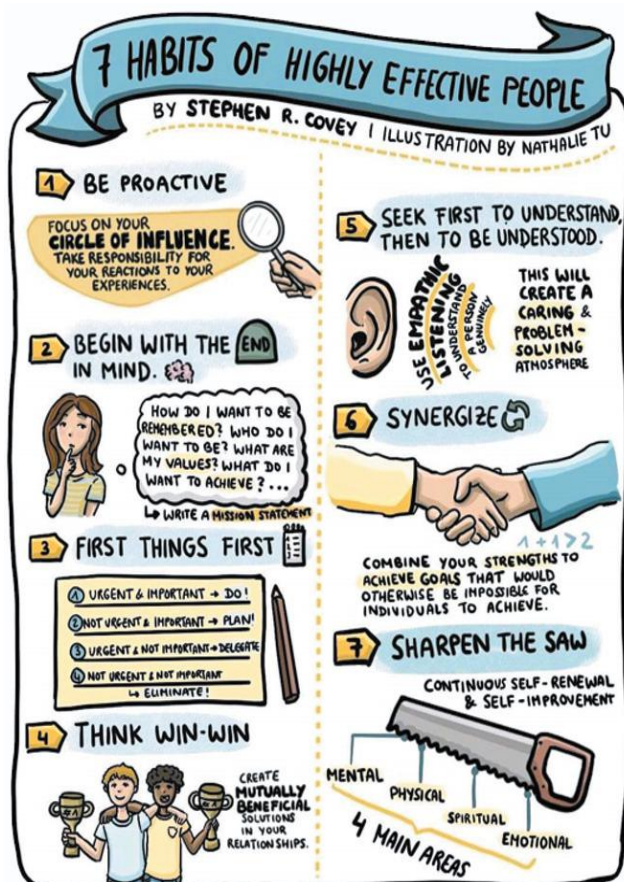 7 HABITS OF HIGHLY EFFECTIVE PEOPLE
BY STEPHEN R. COVEY | ILLUSTRATION BY NATHALIE TU
1 BE PROACTIVE
FOCUS ON YOUR
CIRCLE OF INFLUENCE.
TAKE RESPONSIBILITY FOR
YOUR REACTIONS TO YOUR
EXPERIENCES.
2 BEGIN WITH THE END
IN MIND.
HOW DO I WANT TO BE
REMEMBERED? WHO DO I
WANT TO BE? WHAT ARE
MY VALUES? WHAT DO I
WANT TO ACHIEVE? ...
↳ WRITE A MISSION STATEMENT
3 FIRST THINGS FIRST
1 URGENT & IMPORTANT → DO!
2 NOT URGENT & IMPORTANT → PLAN!
3 URGENT & NOT IMPORTANT → DELEGATE
4 NOT URGENT & NOT IMPORTANT
↳ ELIMINATE!
4 THINK WIN-WIN
#1
#1
CREATE
MUTUALLY
BENEFICIAL
SOLUTIONS
IN YOUR
RELATIONSHIPS.
5 SEEK FIRST TO UNDERSTAND,
THEN TO BE UNDERSTOOD.
USE EMPATHIC
LISTENING
TO UNDERSTAND
A PERSON
GENUINELY
THIS WILL
CREATE A
CARING &
PROBLEM-
SOLVING
ATMOSPHERE
6 SYNERGIZE
1+1>2
COMBINE YOUR STRENGTHS TO
ACHIEVE GOALS THAT WOULD
OTHERWISE BE IMPOSSIBLE FOR
INDIVIDUALS TO ACHIEVE.
7 SHARPEN THE SAW
CONTINUOUS SELF-RENEWAL
& SELF-IMPROVEMENT
MENTAL
PHYSICAL
SPIRITUAL
EMOTIONAL
4 MAIN AREAS